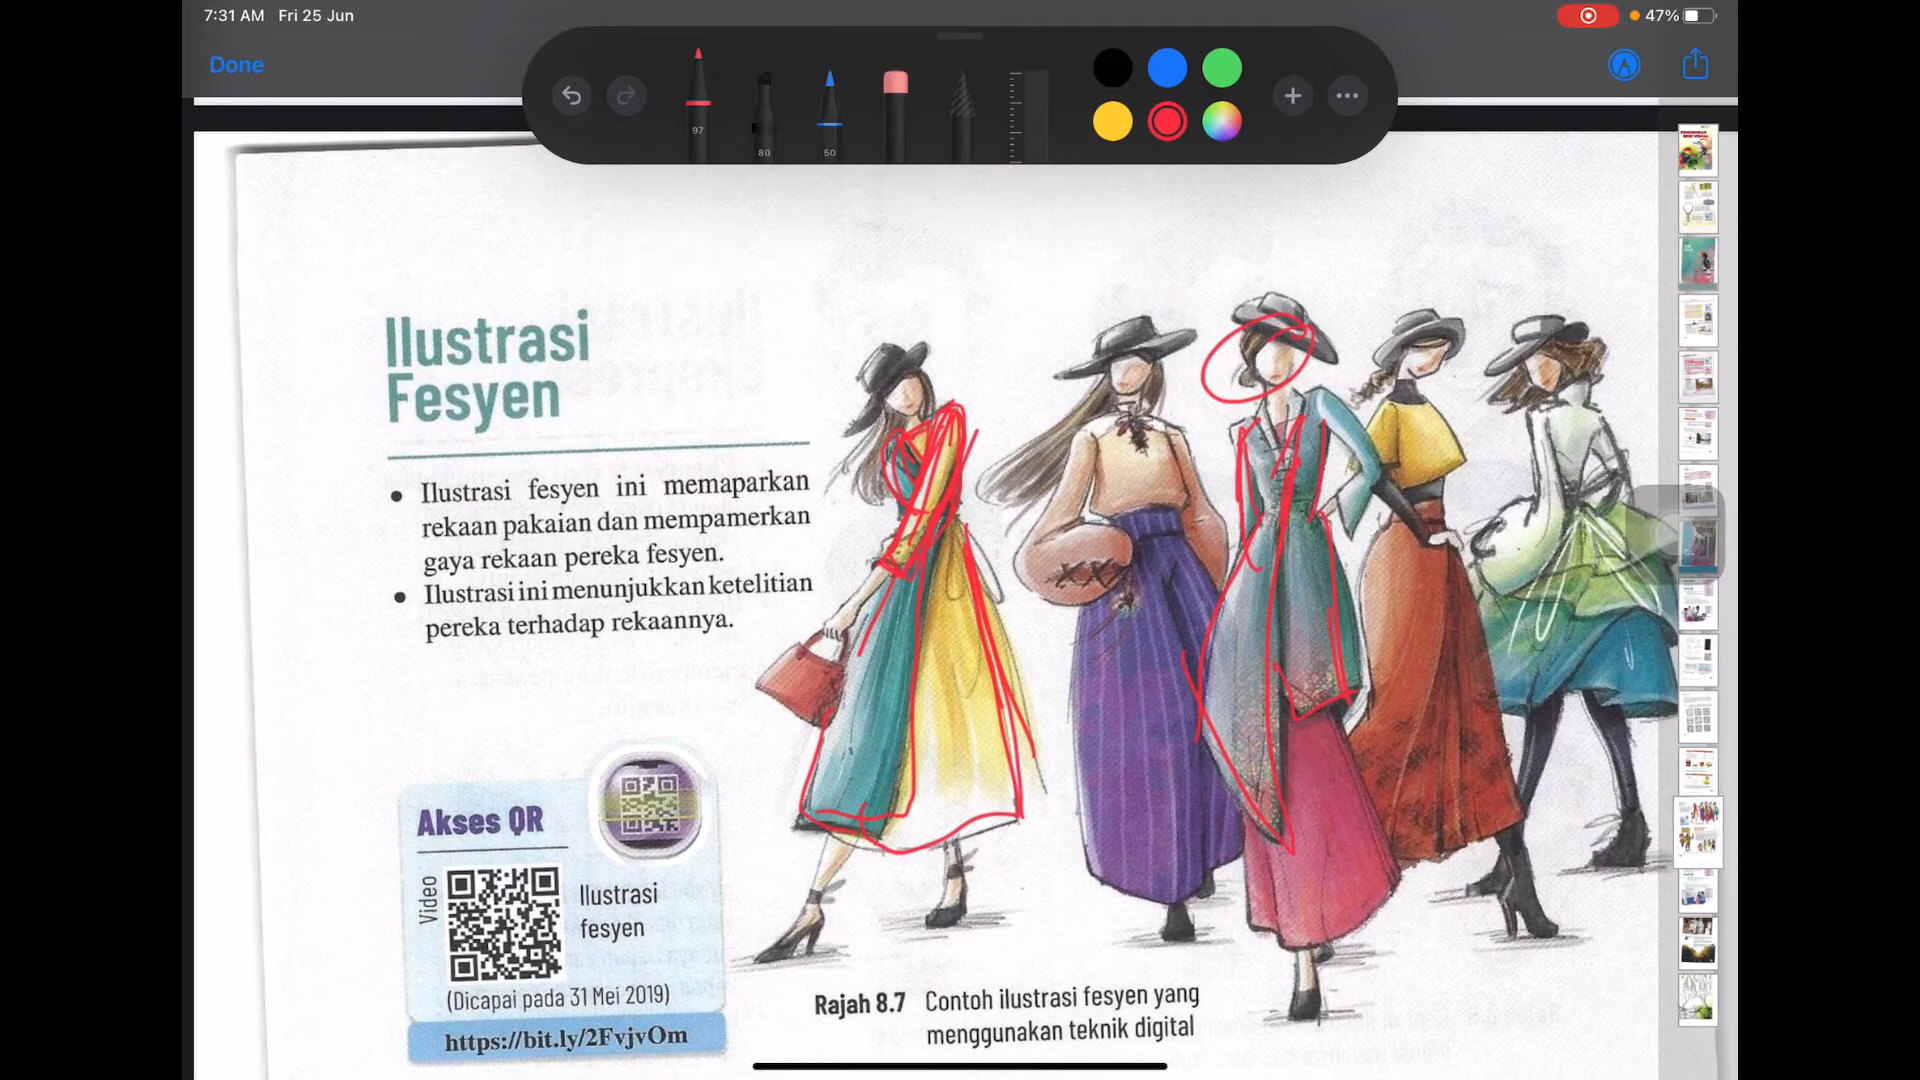 7:31 AM Fri 25 Jun
47%
Done
97
80
50
Ilustrasi
Fesyen
• Ilustrasi fesyen ini memaparkan
rekaan pakaian dan mempamerkan
gaya rekaan pereka fesyen.
• Ilustrasi ini menunjukkan ketelitian
pereka terhadap rekaannya.
Akses QR
Video
Ilustrasi
fesyen
(Dicapai pada 31 Mei 2019)
https://bit.ly/2FvjvOm
Rajah 8.7 Contoh ilustrasi fesyen yang
menggunakan teknik digital